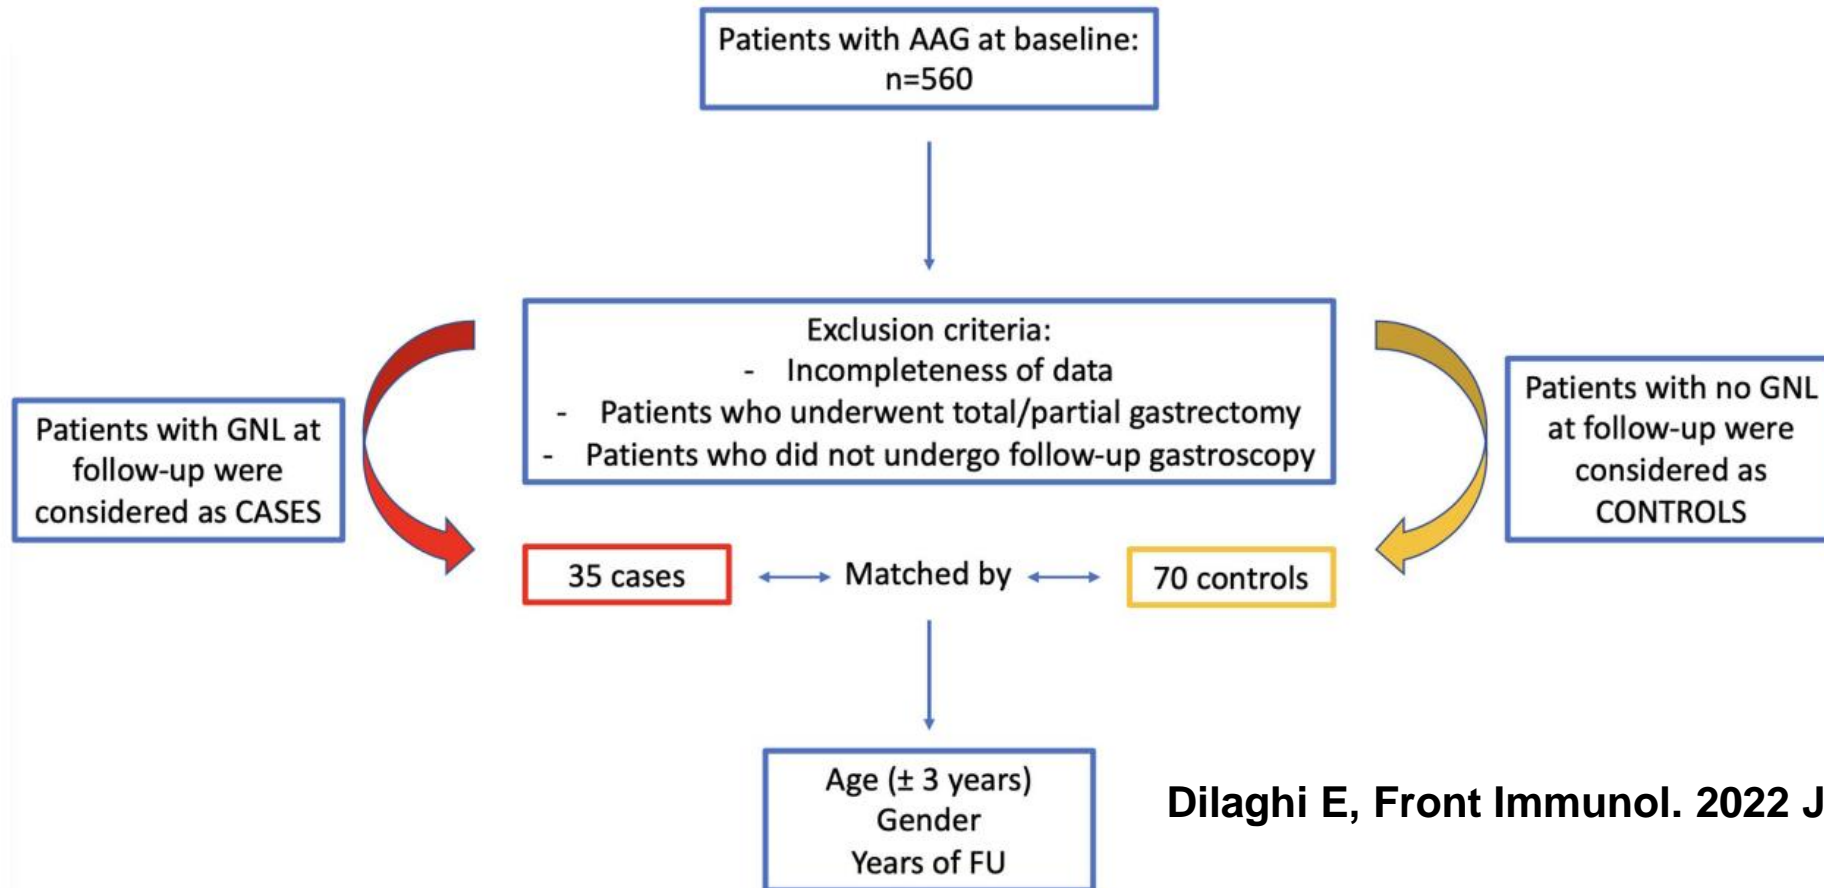 Patients with AAG at baseline:
n=560
Exclusion criteria:
- Incompleteness of data
- Patients who underwent total/partial gastrectomy
- Patients who did not undergo follow-up gastroscopy
Patients with GNL at
follow-up were
considered as CASES
Patients with no GNL
at follow-up were
considered as
CONTROLS
35 cases
Matched by
70 controls
Age (± 3 years)
Gender
Years of FU
Dilaghi E, Front Immunol. 2022 J